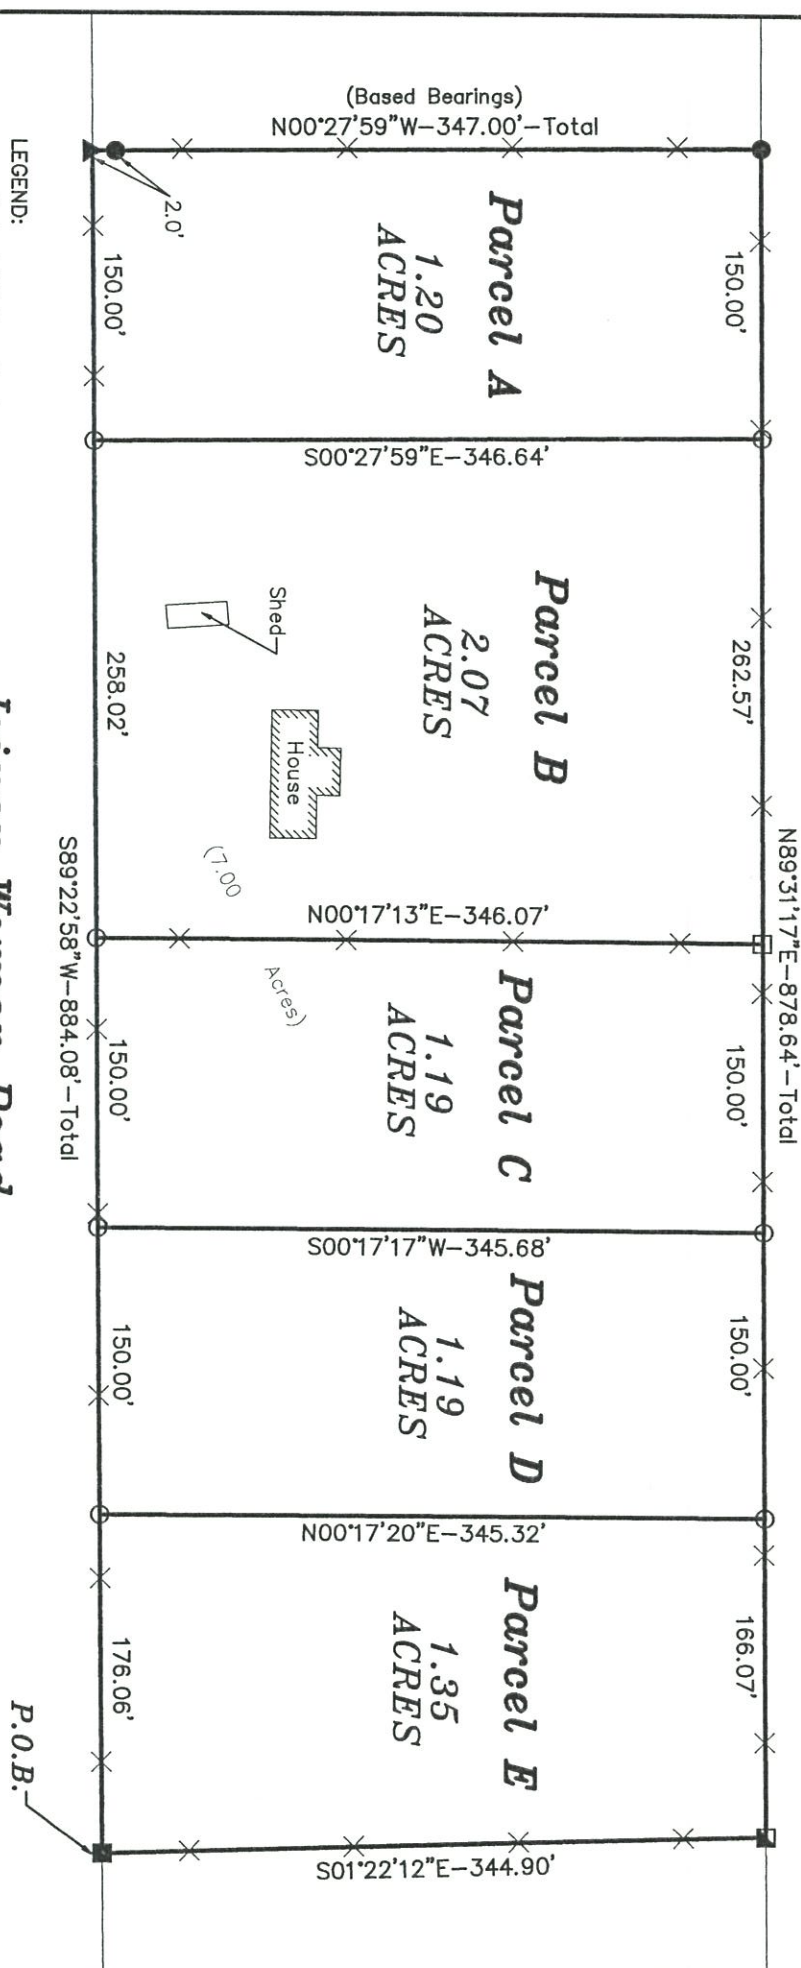 N89°31'17"E-878.64'-Total
150.00'
262.57'
150.00'
150.00'
166.07'
(Based Bearings)
N00°27'59"W-347.00'-Total
Parcel A
1.20
ACRES
S00°27'59"E-346.64'
Parcel B
2.07
ACRES
Shed
House
(7.00
Acres)
N00°17'13"E-346.07'
Parcel C
1.19
ACRES
S00°17'17"W-345.68'
Parcel D
1.19
ACRES
N00°17'20"E-345.32'
Parcel E
1.35
ACRES
S01°22'12"E-344.90'
2.0'
150.00'
258.02'
150.00'
150.00'
176.06'
S89°22'58"W-884.08'-Total
P.O.B.
LEGEND:
Road